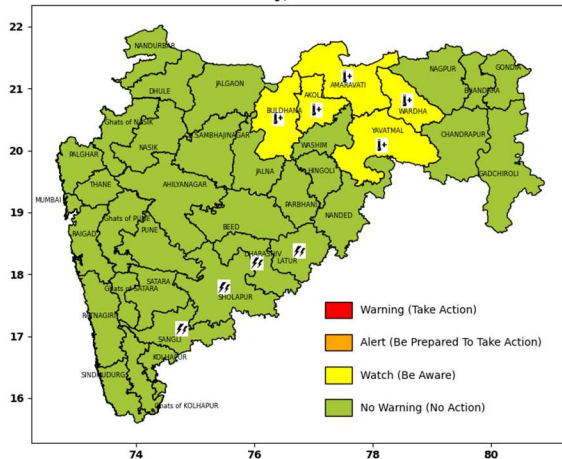 22
21
20
19
18
17
16
74
76
78
80
NANDURBAR
DHULE
JALGAON
BULDHANA
AKOLA
AMARAVATI
NAGPUR
BHANDARA
GONDIA
WARDHA
YAVATMAL
WASHIM
CHANDRAPUR
GADCHIROLI
Ghats of NASIK
NASIK
SAMBHAJINAGAR
JALNA
HINGOLI
PALGHAR
THANE
AHILYANAGAR
PARBHANI
NANDED
MUMBAI
Ghats of PUNE
PUNE
RAIGAD
BEED
DHARASHIV
LATUR
SATARA
Ghats of SATARA
SHOLAPUR
RATNAGIRI
SANGLI
KOLHAPUR
SINDHUDURG
Ghats of KOLHAPUR
Warning (Take Action)
Alert (Be Prepared To Take Action)
Watch (Be Aware)
No Warning (No Action)